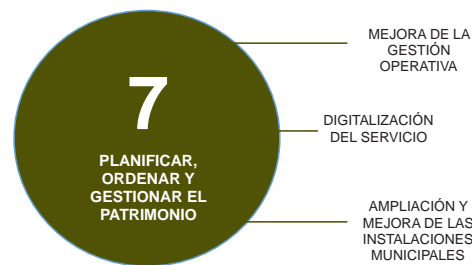 7
PLANIFICAR,
ORDENAR Y
GESTIONAR EL
PATRIMONIO
MEJORA DE LA
GESTIÓN
OPERATIVA
DIGITALIZACIÓN
DEL SERVICIO
AMPLIACIÓN Y
MEJORA DE LAS
INSTALACIONES
MUNICIPALES